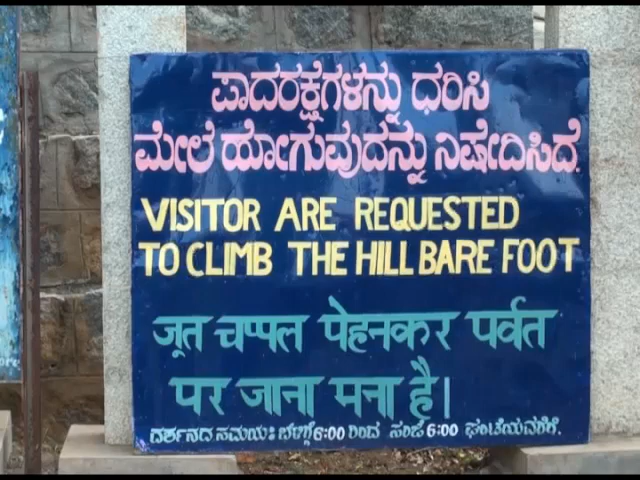 ಪಾದರಕ್ಷೆಗಳನ್ನು ಧರಿಸಿ
ಮೇಲೆ ಹೋಗುವುದನ್ನು ನಿಷೇದಿಸಿದೆ.
VISITOR ARE REQUESTED
TO CLIMB THE HILL BARE FOOT
जूत चप्पल पेहनकर पर्वत
पर जाना मना है।
ದರ್ಶನದ ಸಮಯಃ ಬೆಳಿಗ್ಗೆ 6:00 ರಿಂದ ಸಂಜೆ 6:00 ಘಂಟೆಯವರೆಗೆ.